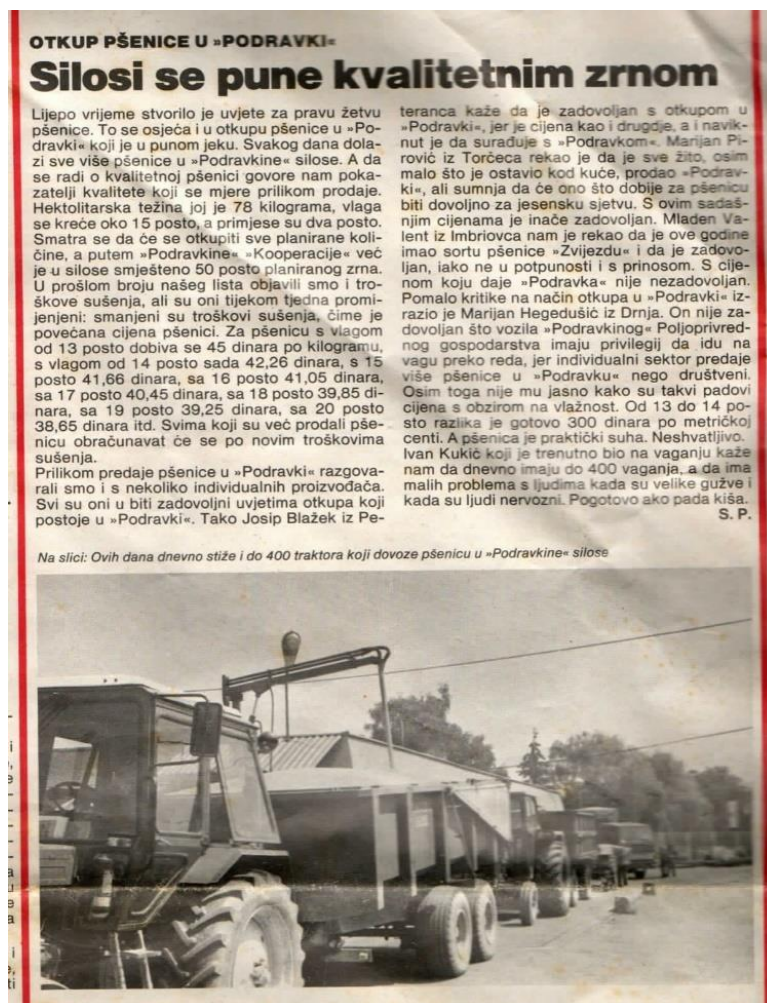 OTKUP PŠENICE U »PODRAVKI«
Silosi se pune kvalitetnim zrnom
Lijepo vrijeme stvorilo je uvjete za pravu žetvu
pšenice. To se osjeća i u otkupu pšenice u »Po-
dravki« koji je u punom jeku. Svakog dana dola-
zi sve više pšenice u »Podravkine« silose. A da
se radi o kvalitetnoj pšenici govore nam poka-
zatelji kvalitete koji se mjere prilikom prodaje.
Hektolitarska težina joj je 78 kilograma, vlaga
se kreće oko 15 posto, a primjese su dva posto.
Smatra se da će se otkupiti sve planirane koli-
čine, a putem »Podravkine« »Kooperacije« već
je u silose smješteno 50 posto planiranog zrna.
U prošlom broju našeg lista objavili smo i tro-
škove sušenja, ali su oni tijekom tjedna promi-
jenjeni: smanjeni su troškovi sušenja, čime je
povećana cijena pšenici. Za pšenicu s vlagom
od 13 posto dobiva se 45 dinara po kilogramu,
s vlagom od 14 posto sada 42,26 dinara, s 15
posto 41,66 dinara, sa 16 posto 41,05 dinara,
sa 17 posto 40,45 dinara, sa 18 posto 39,85 di-
nara, sa 19 posto 39,25 dinara, sa 20 posto
38,65 dinara itd. Svima koji su već prodali pše-
nicu obračunavat će se po novim troškovima
sušenja.
Prilikom predaje pšenice u »Podravki« razgova-
rali smo i s nekoliko individualnih proizvođača.
Svi su oni u biti zadovoljni uvjetima otkupa koji
postoje u »Podravki«. Tako Josip Blažek iz Pe-
teranca kaže da je zadovoljan s otkupom u
»Podravki«, jer je cijena kao i drugdje, a i navik-
nut je da surađuje s »Podravkom«. Marijan Pi-
rović iz Torčeca rekao je da je sve žito, osim
malo što je ostavio kod kuće, prodao »Podrav-
ki«, ali sumnja da će ono što dobije za pšenicu
biti dovoljno za jesensku sjetvu. S ovim sadaš-
njim cijenama je inače zadovoljan. Mladen Va-
lent iz Imbriovca nam je rekao da je ove godine
imao sortu pšenice »Zvijezdu« i da je zadovo-
ljan, iako ne u potpunosti i s prinosom. S cije-
nom koju daje »Podravka« nije nezadovoljan.
Pomalo kritike na način otkupa u »Podravki« iz-
razio je Marijan Hegedušić iz Drnja. On nije za-
dovoljan što vozila »Podravkinog« Poljoprivred-
nog gospodarstva imaju privilegij da idu na
vagu preko reda, jer individualni sektor predaje
više pšenice u »Podravku« nego društveni.
Osim toga nije mu jasno kako su takvi padovi
cijena s obzirom na vlažnost. Od 13 do 14 po-
sto razlika je gotovo 300 dinara po metričkoj
centi. A pšenica je praktički suha. Neshvatljivo.
Ivan Kukić koji je trenutno bio na vaganju kaže
nam da dnevno imaju do 400 vaganja, a da ima
malih problema s ljudima kada su velike gužve i
kada su ljudi nervozni. Pogotovo ako pada kiša.
S. P.
Na slici: Ovih dana dnevno stiže i do 400 traktora koji dovoze pšenicu u »Podravkine« silose